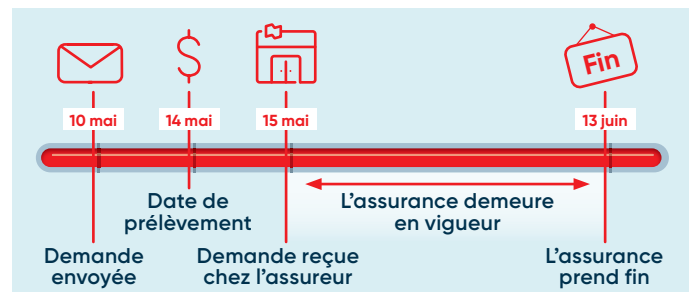 $
Fin
10 mai
14 mai
15 mai
13 juin
Date de
prélèvement
L'assurance demeure
en vigueur
Demande
envoyée
Demande reçue
chez l'assureur
L'assurance
prend fin